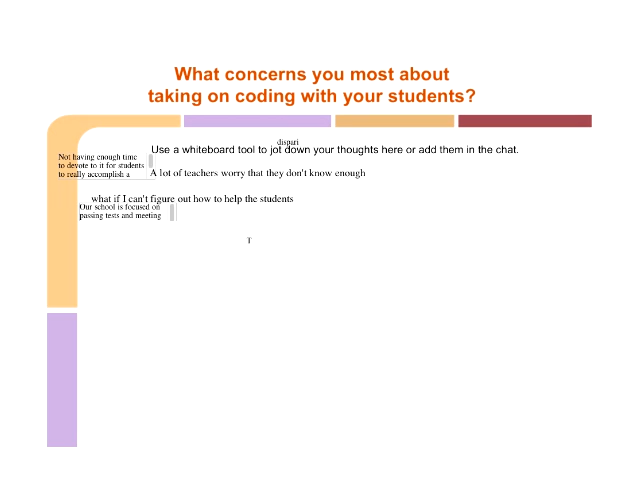 What concerns you most about
taking on coding with your students?
dispari
Use a whiteboard tool to jot down your thoughts here or add them in the chat.
Not having enough time
to devote to it for students
to really accomplish a
A lot of teachers worry that they don't know enough
what if I can't figure out how to help the students
Our school is focused on
passing tests and meeting
T